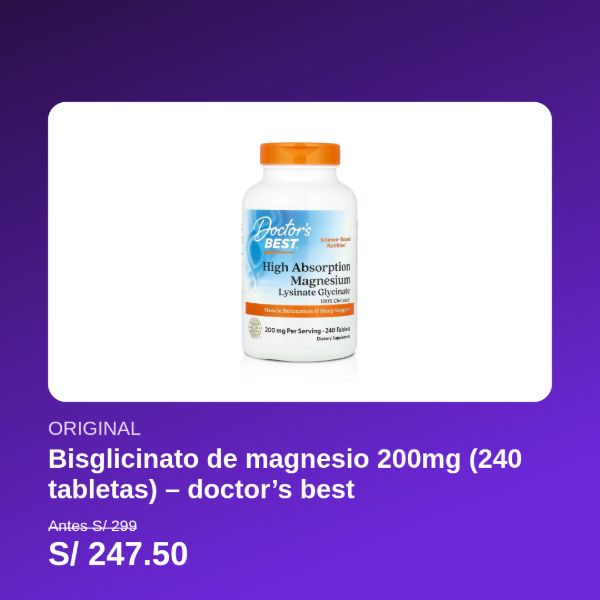 Doctor's
BEST
Science-Based
Nutrition
High Absorption
Magnesium
Lysinate Glycinate
100% Chelated
Muscle Relaxation & Sleep Support
200 mg Per Serving · 240 Tablets
Dietary Supplement
ORIGINAL
Bisglicinato de magnesio 200mg (240
tabletas) – doctor’s best
Antes S/ 299
S/ 247.50